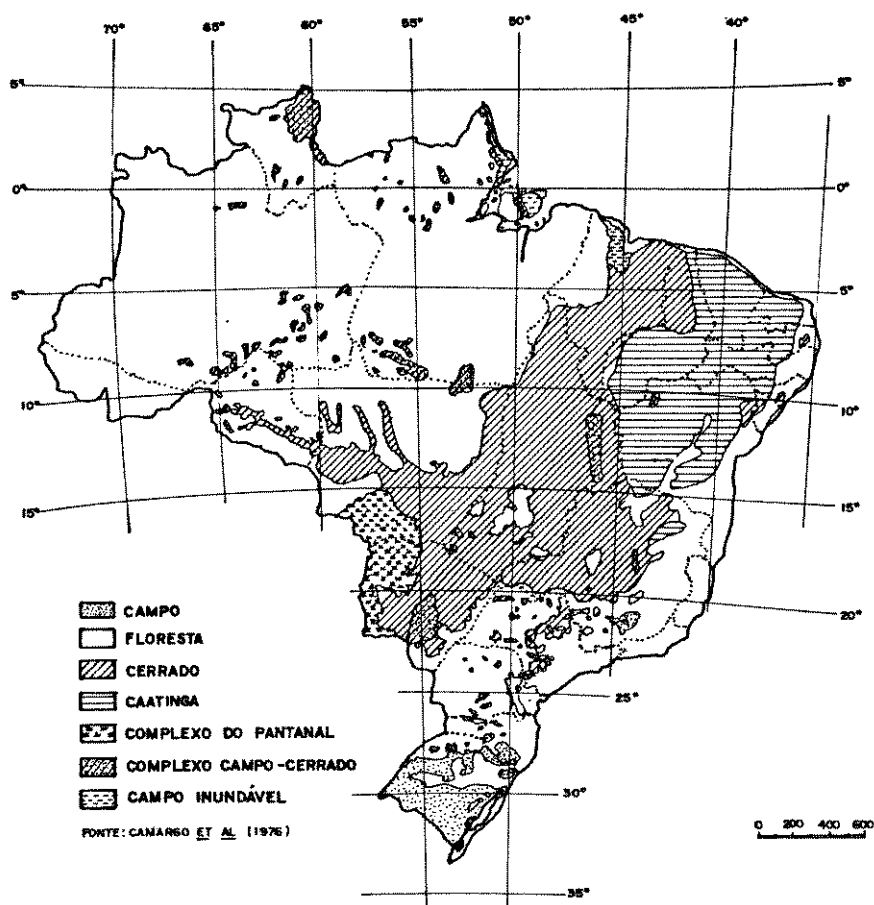 70° 65° 60° 55° 50° 45° 40°
5° 5°
0° 0°
5° 5°
10° 10°
15° 15°
20°
25°
30°
35°
CAMPO
FLORESTA
CERRADO
CAATINGA
COMPLEXO DO PANTANAL
COMPLEXO CAMPO-CERRADO
CAMPO INUNDÁVEL
FONTE: CAMARGO ET AL (1976)
0 200 400 600